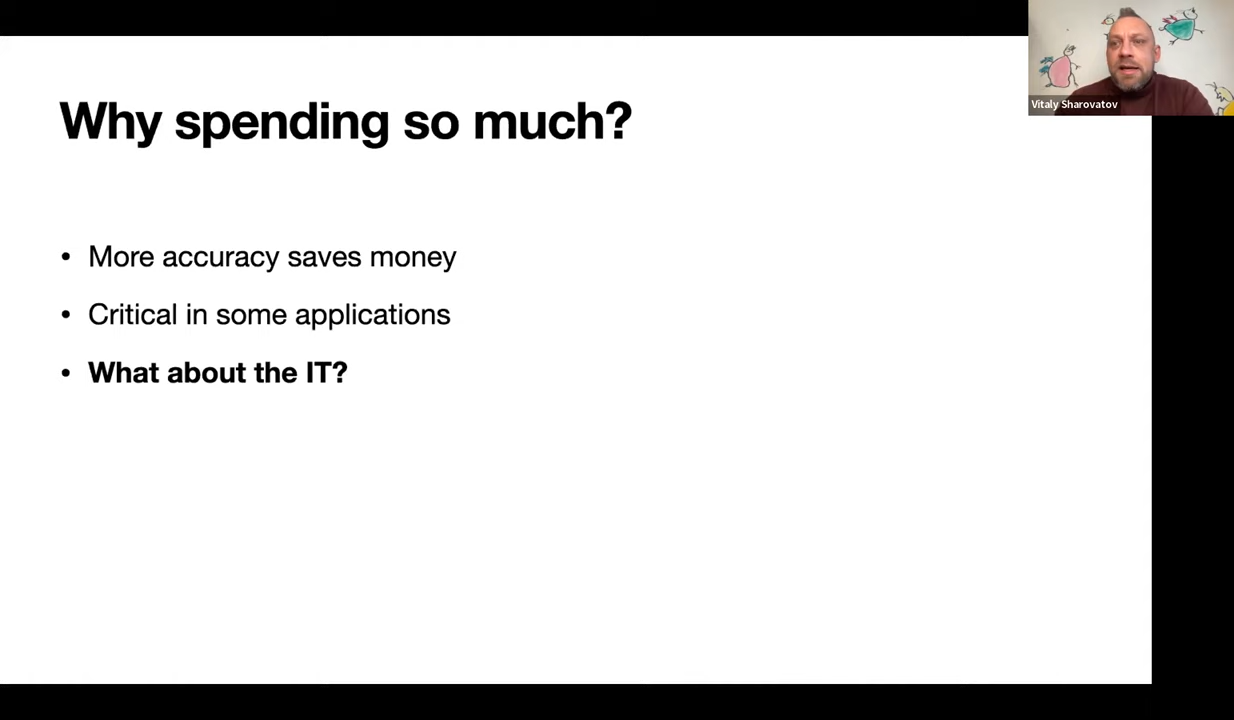 Why spending so much?
• More accuracy saves money
• Critical in some applications
• What about the IT?
Vitaly Sharovatov